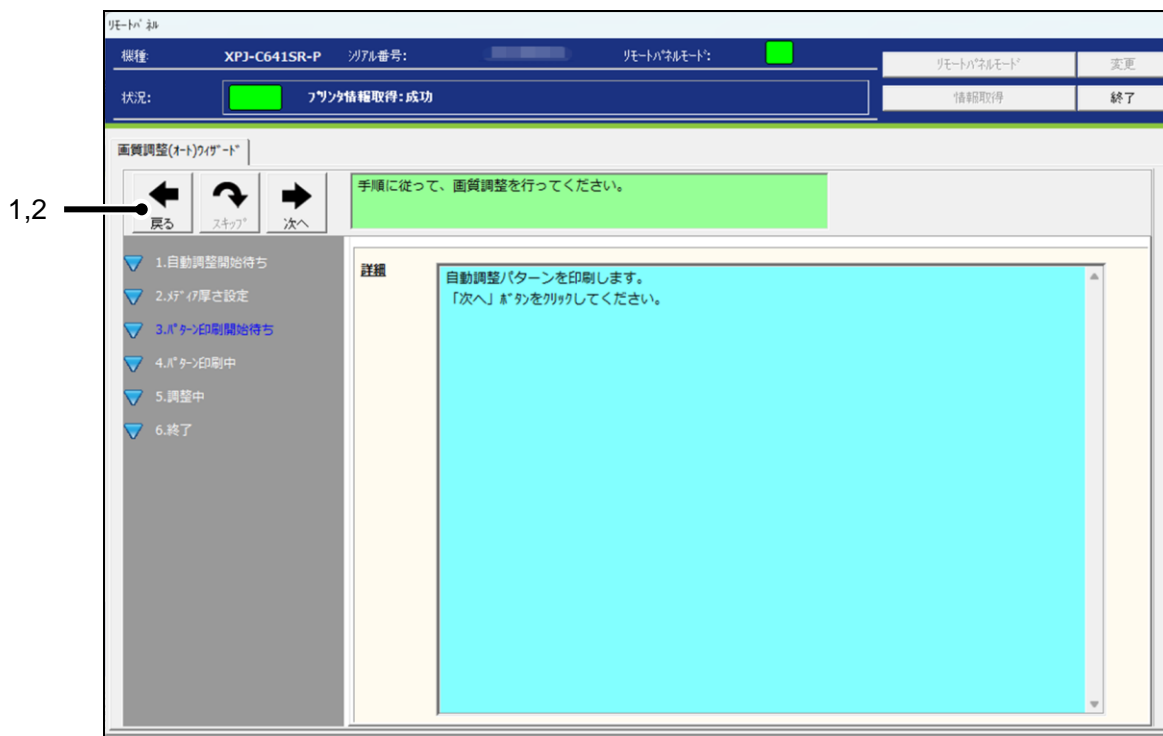 ﾘﾓｰﾄﾊﾟﾈﾙ
機種: XPJ-C641SR-P ｼﾘｱﾙ番号: ﾘﾓｰﾄﾊﾟﾈﾙﾓｰﾄﾞ:
ﾘﾓｰﾄﾊﾟﾈﾙﾓｰﾄﾞ 変更
状況: ﾌﾟﾘﾝﾀ情報取得:成功
情報取得 終了
画質調整(ｵｰﾄ)ｳｨｻﾞｰﾄﾞ
1,2
戻る ｽｷｯﾌﾟ 次へ
手順に従って、画質調整を行ってください。
1.自動調整開始待ち
2.ﾒﾃﾞｨｱ厚さ設定
3.ﾊﾟﾀｰﾝ印刷開始待ち
4.ﾊﾟﾀｰﾝ印刷中
5.調整中
6.終了
詳細
自動調整パターンを印刷します。
「次へ」ﾎﾞﾀﾝをｸﾘｯｸしてください。